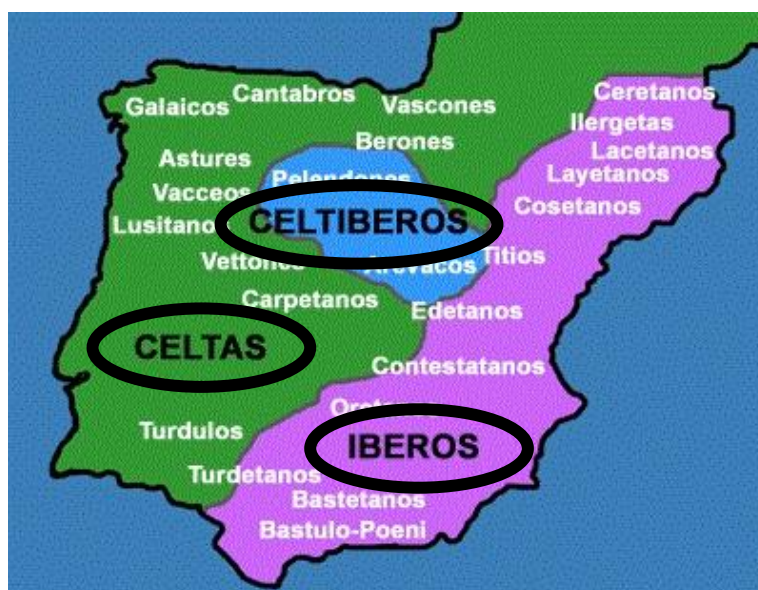 Cantabros
Galaicos
Vascones
Ceretanos
Ilergetas
Berones
Lacetanos
Astures
Layetanos
Pelendones
Vacceos
Cosetanos
Lusitanos
CELTIBEROS
Titios
Vettones
Arevacos
Carpetanos
Edetanos
CELTAS
Contestatanos
Turdulos
IBEROS
Turdetanos
Bastetanos
Bastulo-Poeni